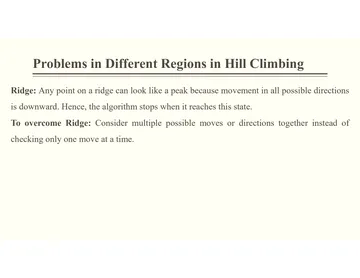 Problems in Different Regions in Hill Climbing
Ridge: Any point on a ridge can look like a peak because movement in all possible directions
is downward. Hence, the algorithm stops when it reaches this state.
To overcome Ridge: Consider multiple possible moves or directions together instead of
checking only one move at a time.